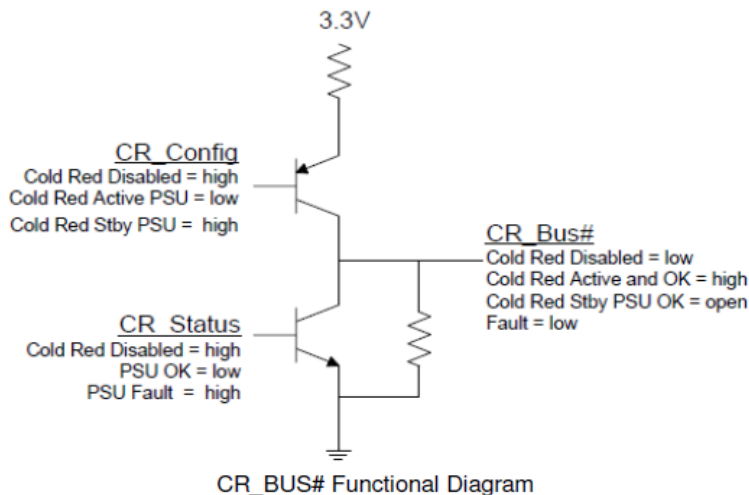 3.3V
CR_Config
Cold Red Disabled = high
Cold Red Active PSU = low
Cold Red Stby PSU = high
CR_Bus#
Cold Red Disabled = low
Cold Red Active and OK = high
Cold Red Stby PSU OK = open
Fault = low
CR_Status
Cold Red Disabled = high
PSU OK = low
PSU Fault = high
CR_BUS# Functional Diagram